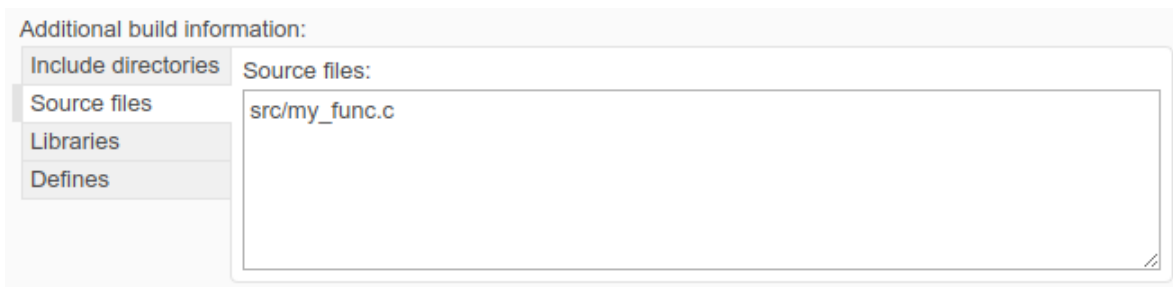 Additional build information:
Include directories
Source files
Libraries
Defines
Source files:
src/my_func.c